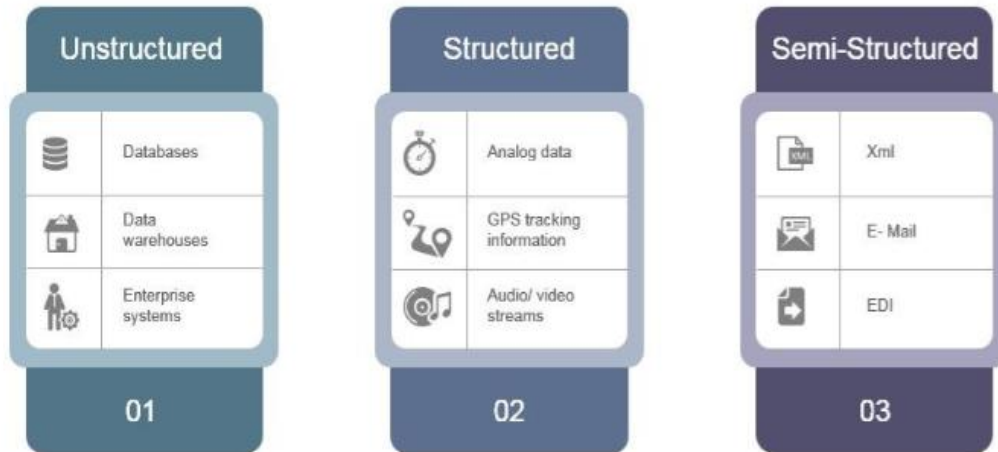 Unstructured
Databases
Data
warehouses
Enterprise
systems
01
Structured
Analog data
GPS tracking
information
Audio/ video
streams
02
Semi-Structured
XML
Xml
E- Mail
EDI
03